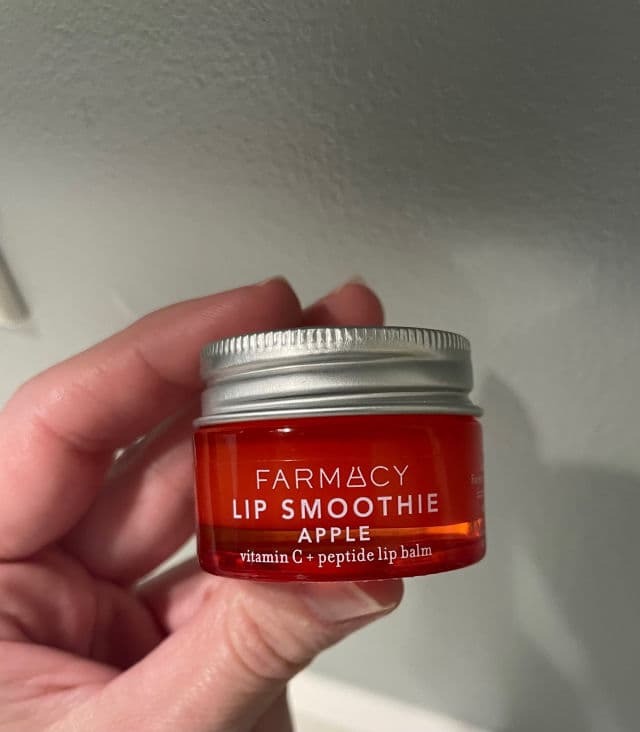 FARMACY
LIP SMOOTHIE
APPLE
vitamin C + peptide lip balm